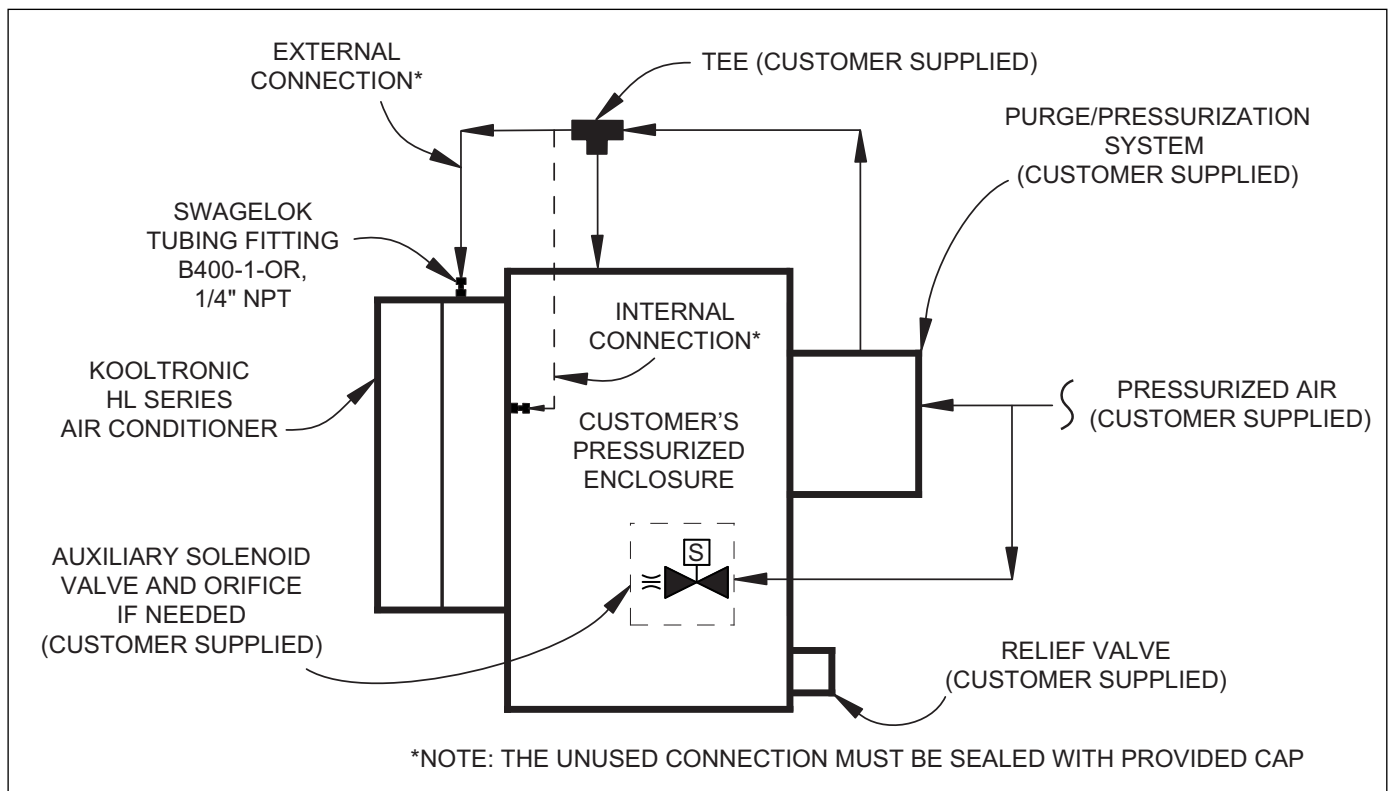 EXTERNAL
CONNECTION*
TEE (CUSTOMER SUPPLIED)
PURGE/PRESSURIZATION
SYSTEM
(CUSTOMER SUPPLIED)
SWAGELOK
TUBING FITTING
B400-1-OR,
1/4" NPT
INTERNAL
CONNECTION*
KOOLTRONIC
HL SERIES
AIR CONDITIONER
PRESSURIZED AIR
(CUSTOMER SUPPLIED)
CUSTOMER’S
PRESSURIZED
ENCLOSURE
S
AUXILIARY SOLENOID
VALVE AND ORIFICE
IF NEEDED
(CUSTOMER SUPPLIED)
RELIEF VALVE
(CUSTOMER SUPPLIED)
*NOTE: THE UNUSED CONNECTION MUST BE SEALED WITH PROVIDED CAP